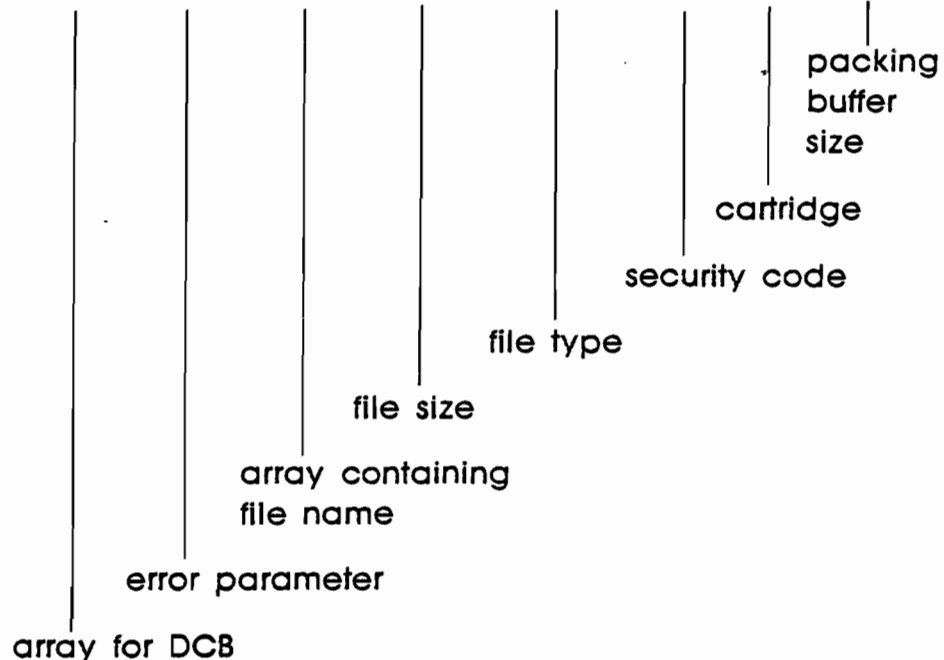 packing
buffer
size
cartridge
security code
file type
file size
array containing
file name
error parameter
array for DCB